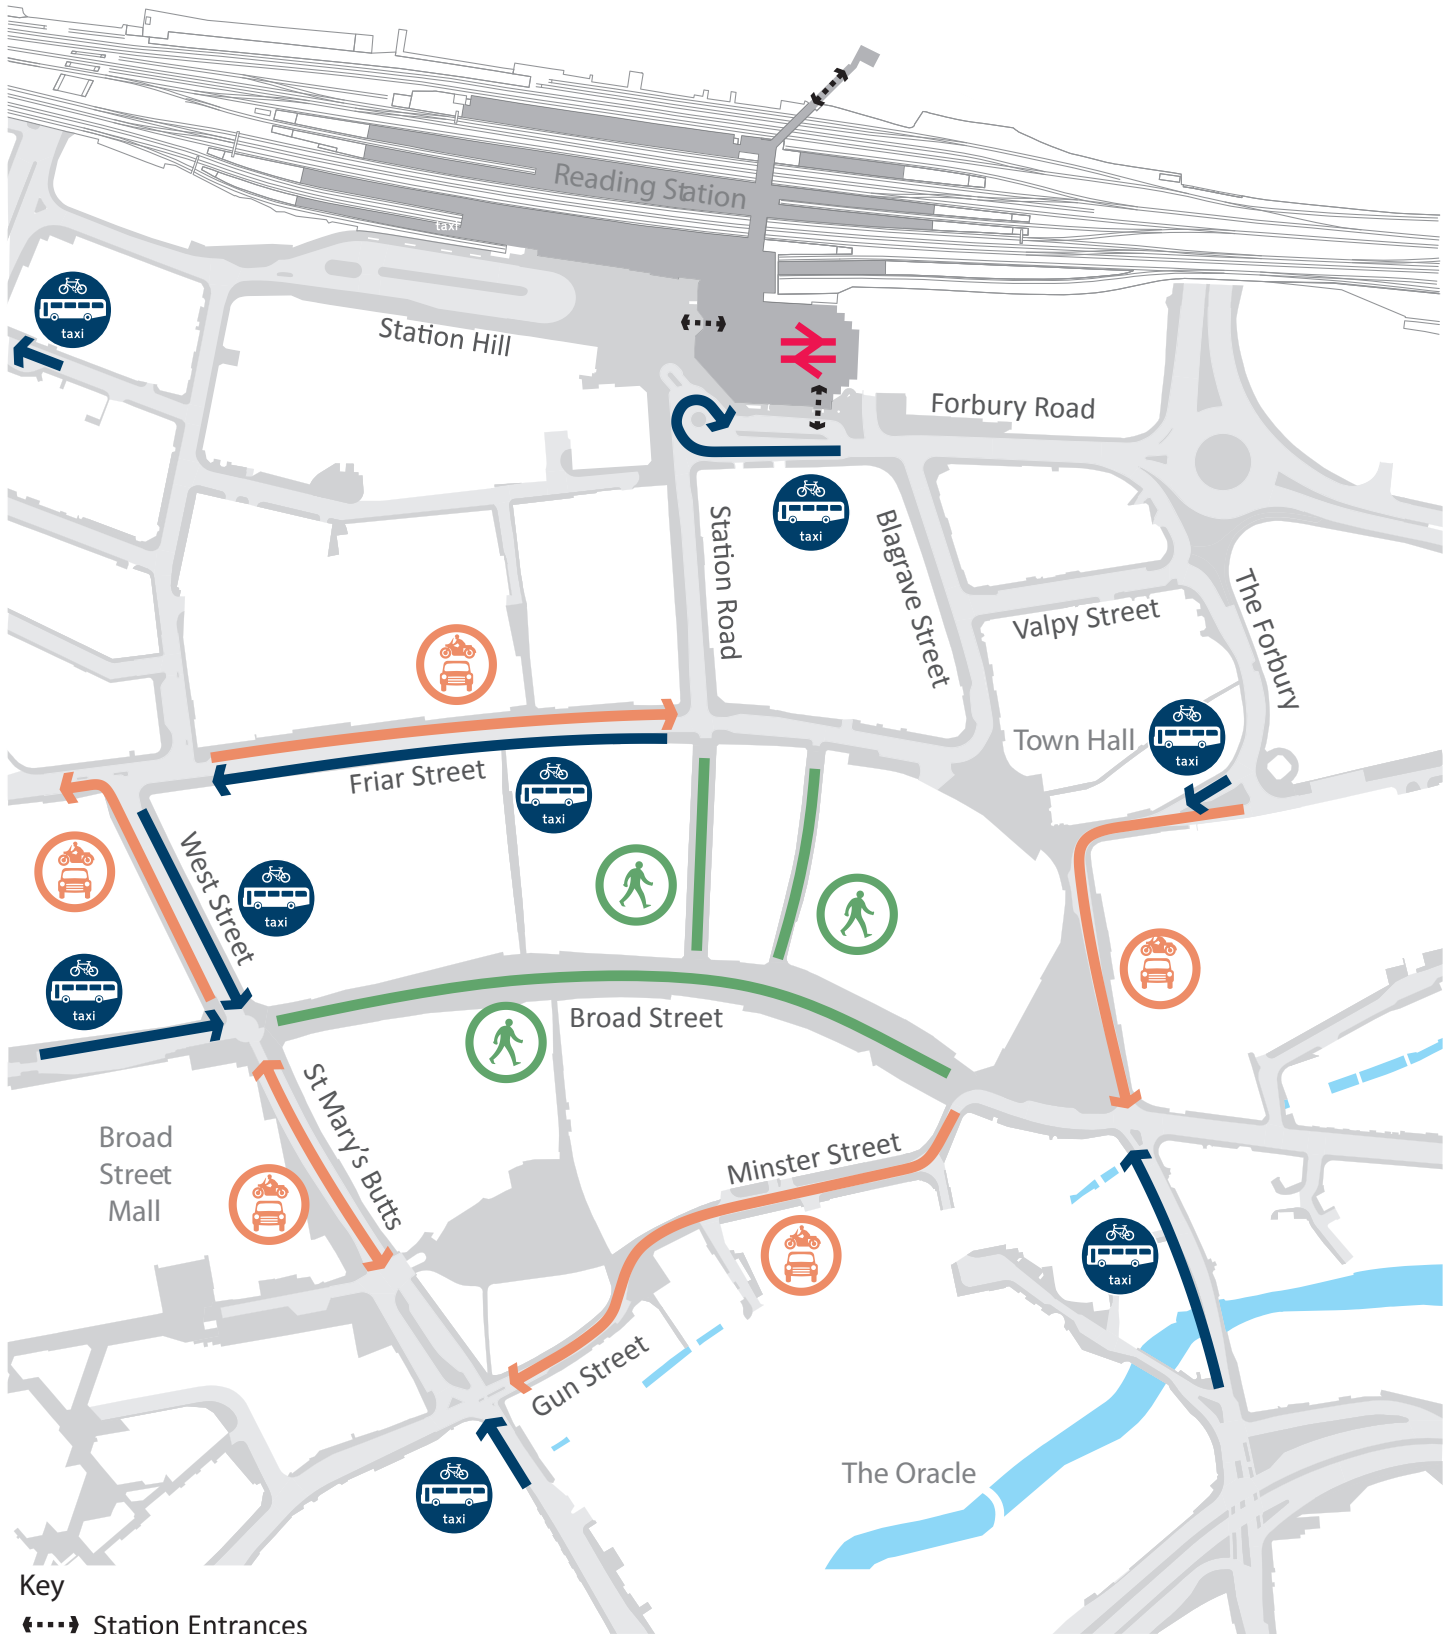 Reading Station
taxi
taxi
Station Hill
Forbury Road
taxi
Station Road
Blagrave Street
Valpy Street
The Forbury
Town Hall
taxi
Friar Street
taxi
West Street
taxi
taxi
Broad Street
St Mary's Butts
Broad
Street
Mall
Minster Street
taxi
Gun Street
The Oracle
taxi
Key
Station Entrances